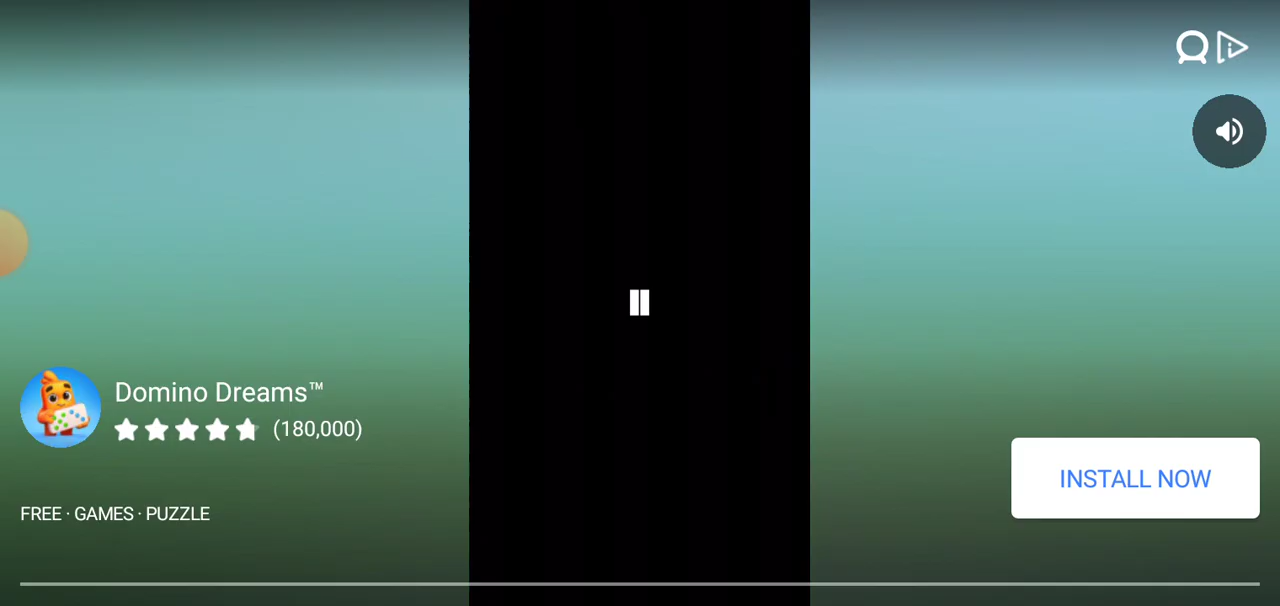 Domino Dreams™
(180,000)
INSTALL NOW
FREE · GAMES · PUZZLE